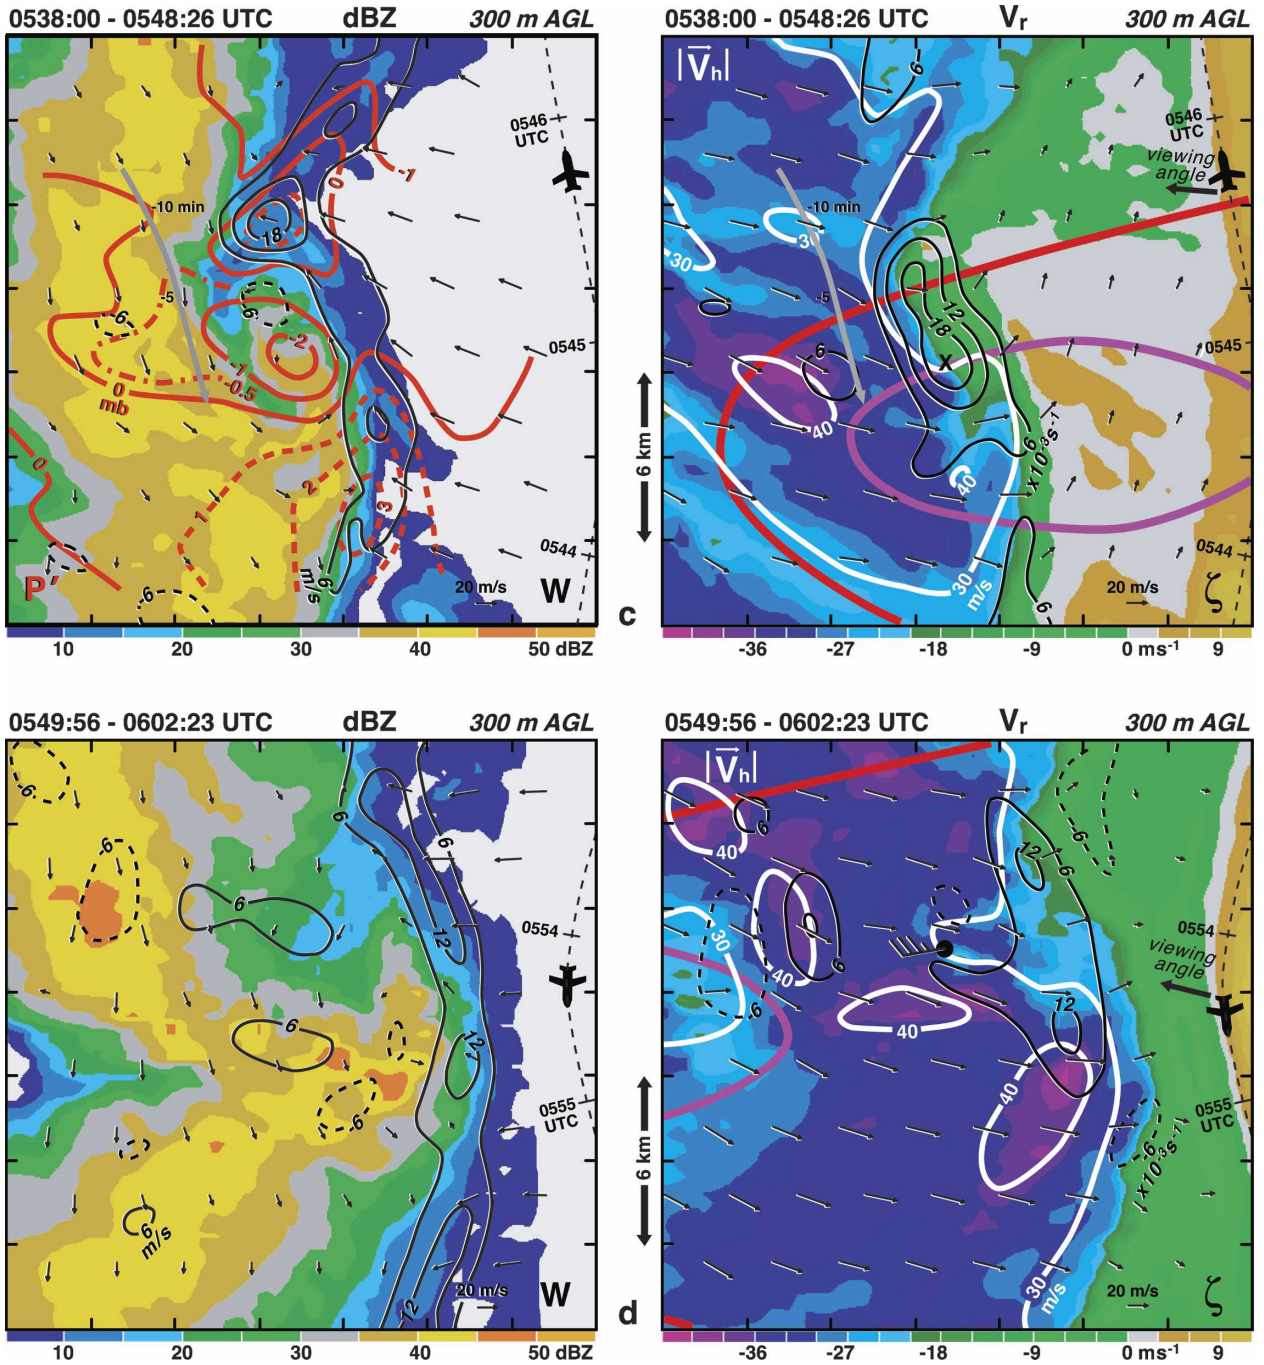 0538:00 - 0548:26 UTC dBZ 300 m AGL
0546
UTC
-1
0
-10 min
18
-5
-6
6
-2
-1
-0.5
0
mb
0545
0
2
1
3
-6
P'
6
m/s
0544
20 m/s
W
10 20 30 40 50 dBZ
0538:00 - 0548:26 UTC Vr 300 m AGL
|Vh|
6
0546
UTC
viewing
angle
-10 min
30
30
-5
12
18
X
6
40
0545
6
x10-3s-1
40
0544
30
m/s
6
20 m/s
ζ
-36 -27 -18 -9 0 ms-1 9
6 km
c
0549:56 - 0602:23 UTC dBZ 300 m AGL
-6
6
6
-6
6
12
0554
6
12
-6
0555
UTC
6
m/s
12
20 m/s
W
10 20 30 40 50 dBZ
0549:56 - 0602:23 UTC Vr 300 m AGL
|Vh|
6
40
-6
12
6
30
40
6
0554
viewing
angle
-6
40
12
40
0555
UTC
-6
x10-3s-1
30
m/s
20 m/s
ζ
-36 -27 -18 -9 0 ms-1 9
6 km
d